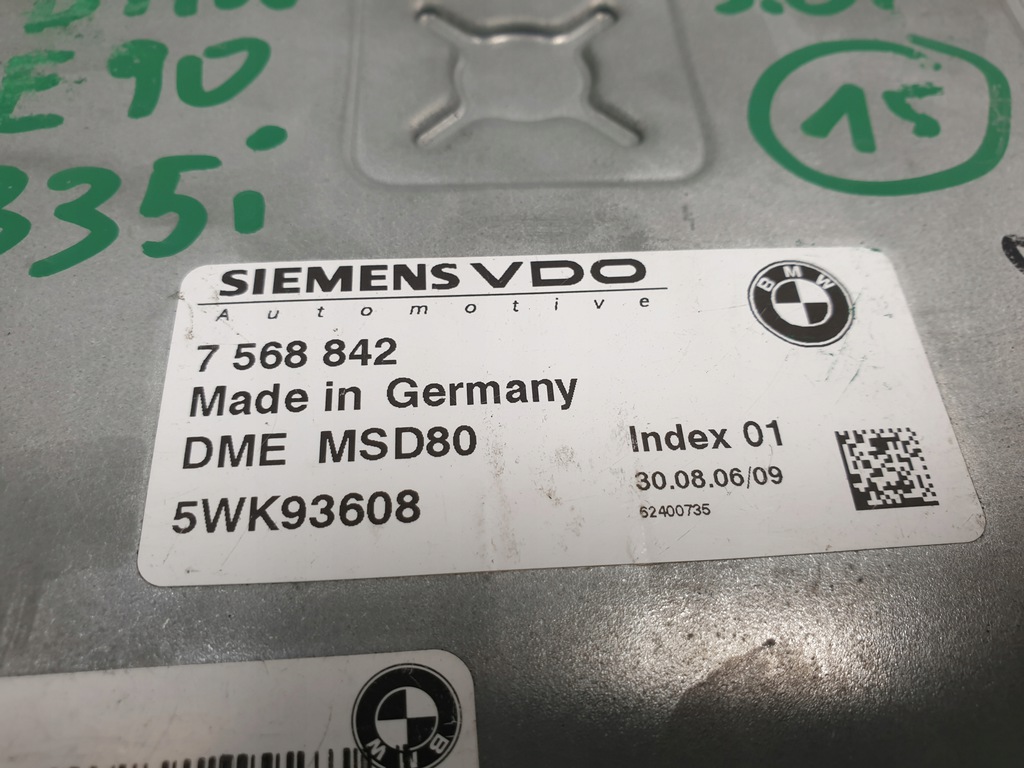 E90
335i
15
SIEMENS VDO
Automotive
BMW
7 568 842
Made in Germany
DME MSD80
Index 01
30.08.06/09
5WK93608
62400735
BMW